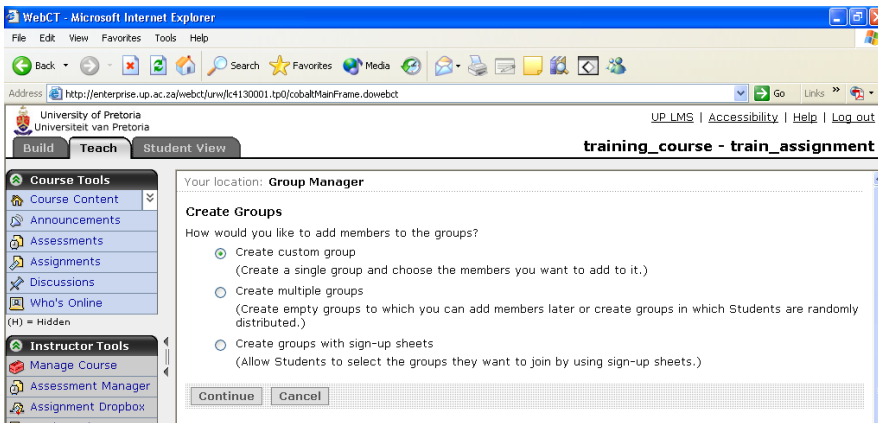 WebCT - Microsoft Internet Explorer
File Edit View Favorites Tools Help
Back Search Favorites Media
Address http://enterprise.up.ac.za/webct/urw/lc4130001.tp0/cobaltMainFrame.dowebct Go Links »
University of Pretoria
Universiteit van Pretoria
UP LMS | Accessibility | Help | Log out
Build Teach Student View training_course - train_assignment
Course Tools
Course Content
Announcements
Assessments
Assignments
Discussions
Who's Online
(H) = Hidden
Instructor Tools
Manage Course
Assessment Manager
Assignment Dropbox
Your location: Group Manager
Create Groups
How would you like to add members to the groups?
Create custom group
(Create a single group and choose the members you want to add to it.)
Create multiple groups
(Create empty groups to which you can add members later or create groups in which Students are randomly
distributed.)
Create groups with sign-up sheets
(Allow Students to select the groups they want to join by using sign-up sheets.)
Continue Cancel